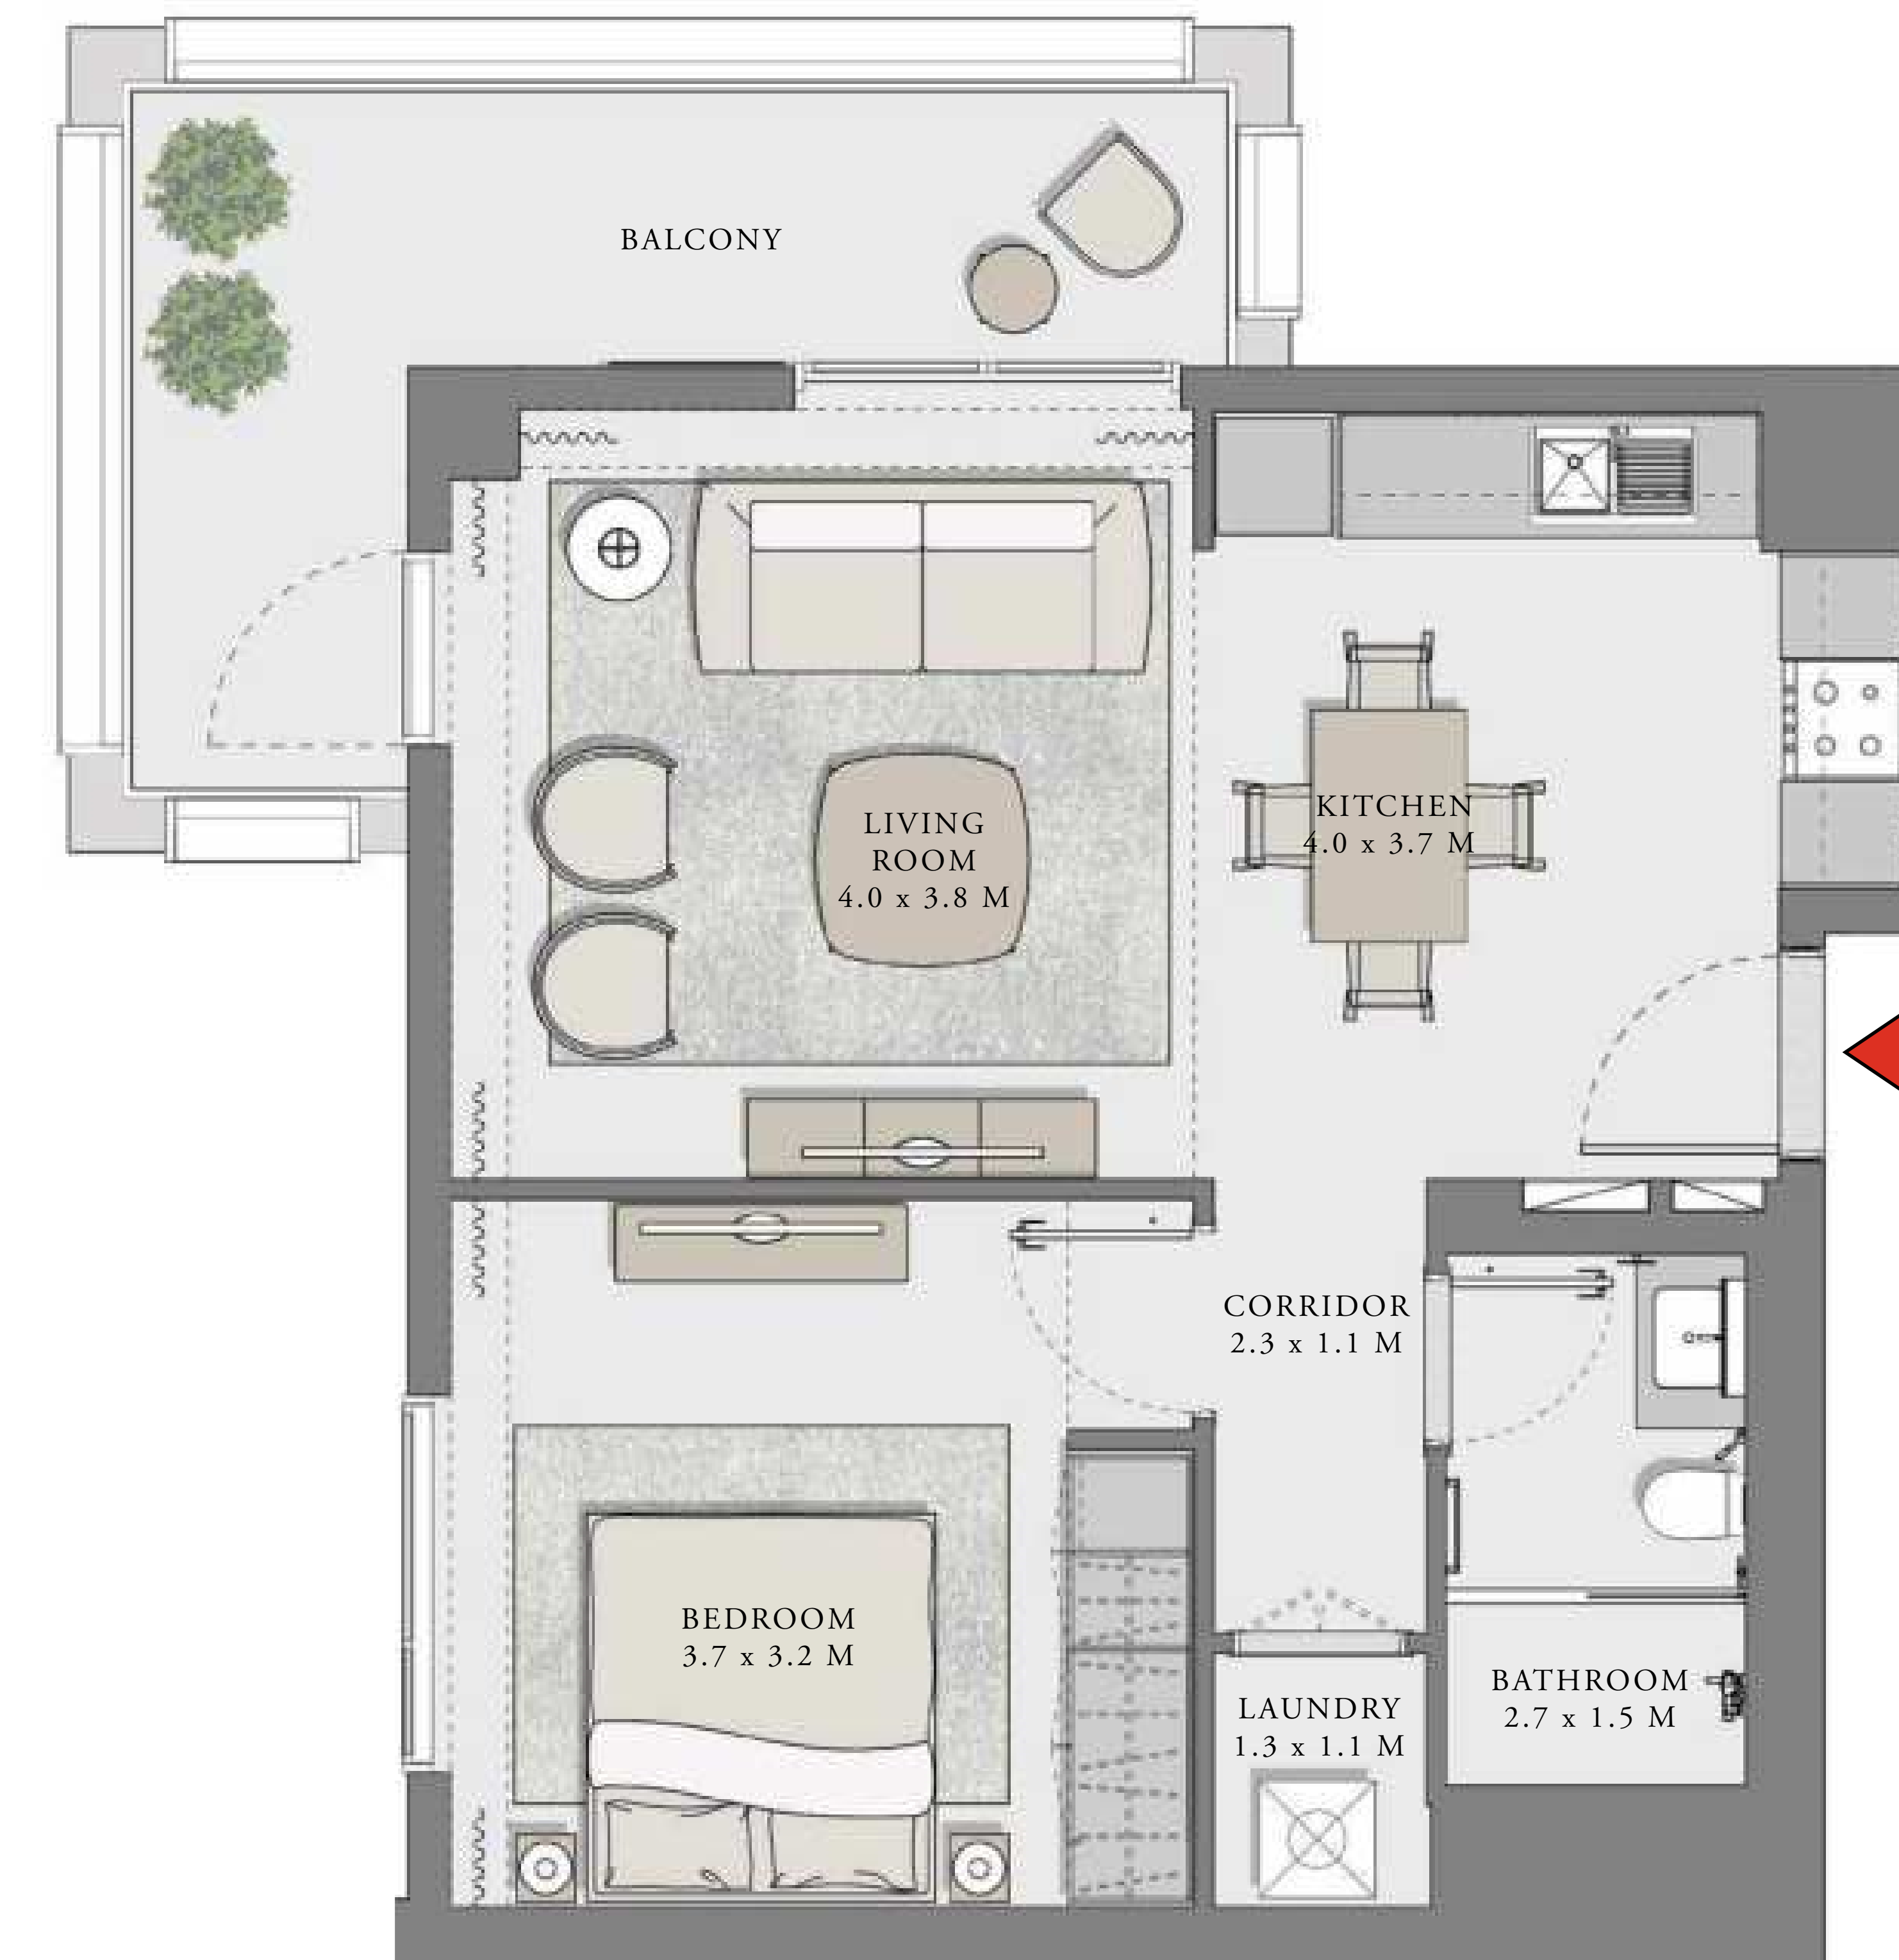 BALCONY
LIVING
ROOM
4.0 x 3.8 M
KITCHEN
4.0 x 3.7 M
CORRIDOR
2.3 x 1.1 M
BEDROOM
3.7 x 3.2 M
LAUNDRY
1.3 x 1.1 M
BATHROOM
2.7 x 1.5 M